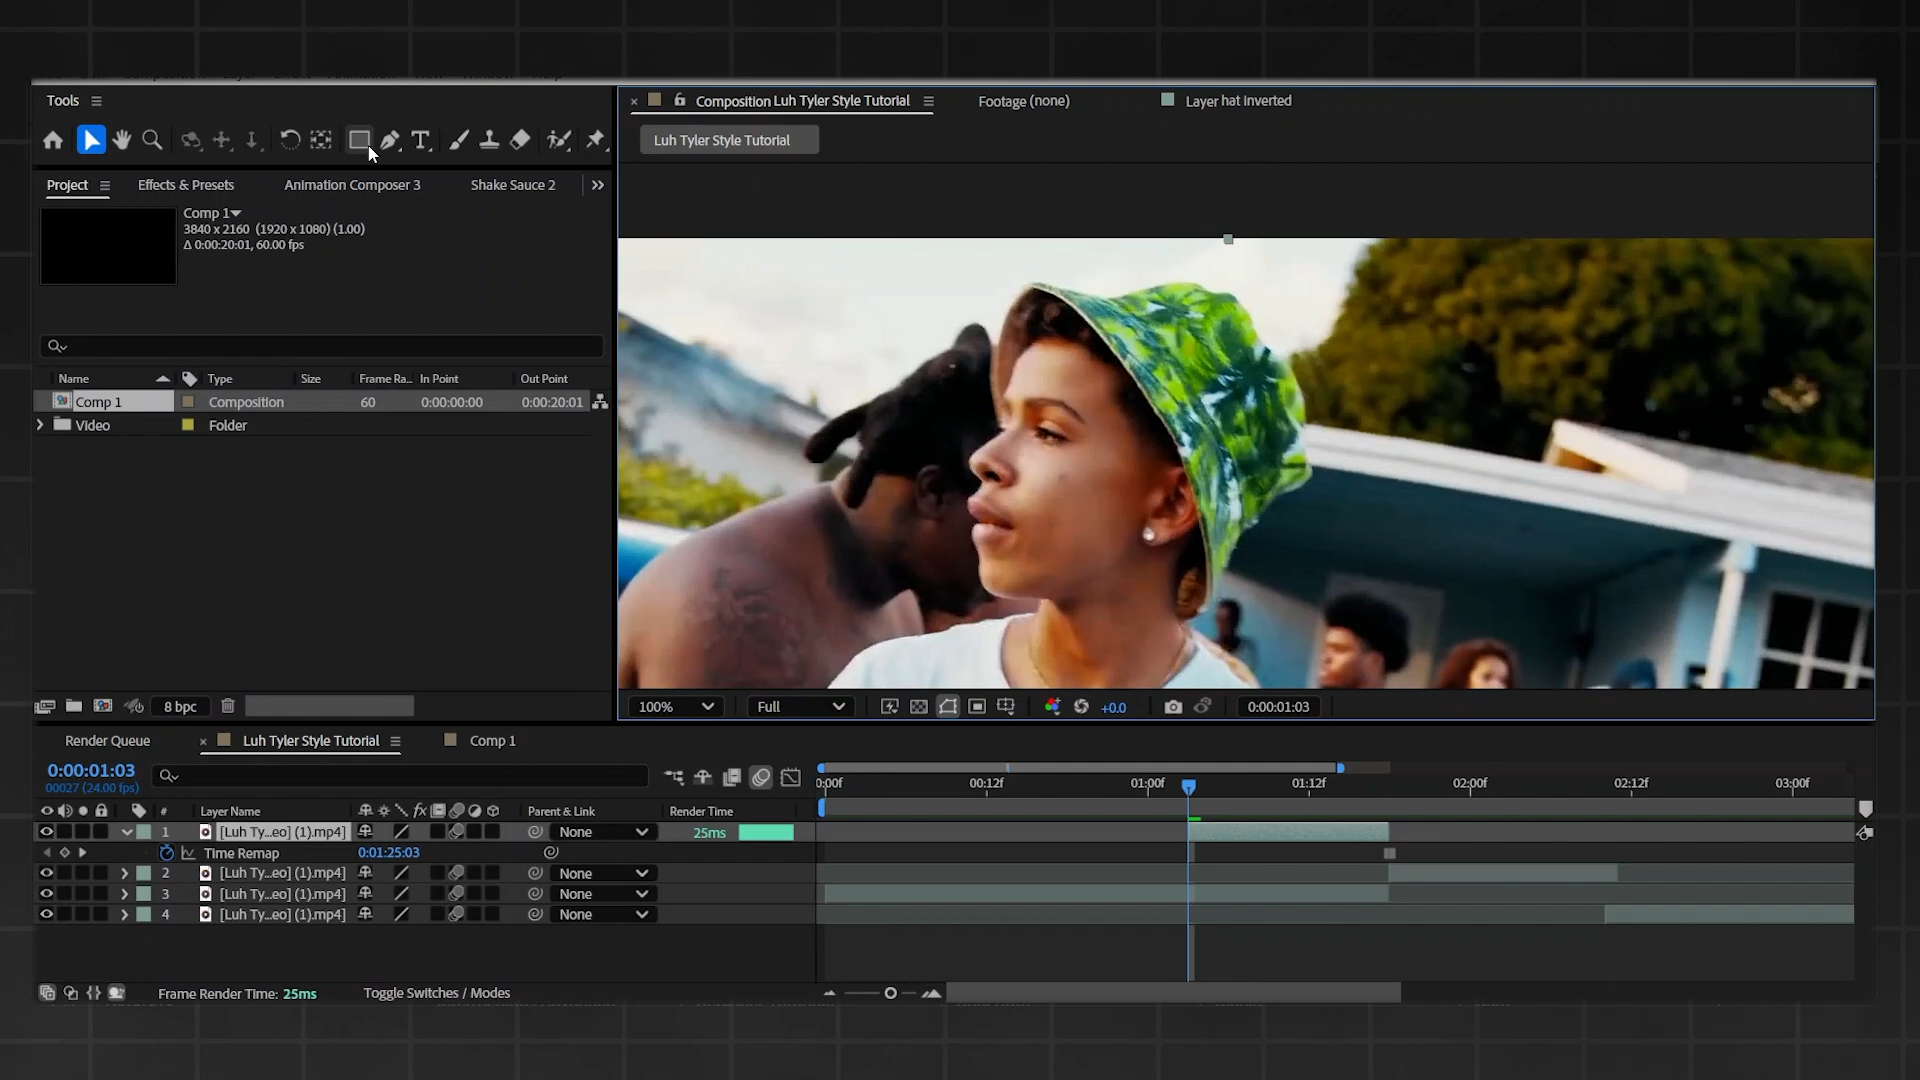 Tools
Composition Luh Tyler Style Tutorial
Footage (none)
Layer hat Inverted
Luh Tyler Style Tutorial
Project
Effects & Presets
Animation Composer 3
Shake Sauce 2
Comp 1
3840 x 2160 (1920 x 1080) (1.00)
Δ 0:00:20:01, 60.00 fps
Name Type Size Frame Ra... In Point Out Point
Comp 1 Composition 60 0:00:00:00 0:00:20:01
Video Folder
8 bpc
100% Full +0.0 0:00:01:03
Render Queue
Luh Tyler Style Tutorial
Comp 1
0:00:01:03
00027 (24.00 fps)
:00f 00:12f 01:00f 01:12f 02:00f 02:12f 03:00f
# Layer Name fx Parent & Link Render Time
1 [Luh Ty...eo] (1).mp4] None 25ms
Time Remap 0:01:25:03
2 [Luh Ty...eo] (1).mp4] None
3 [Luh Ty...eo] (1).mp4] None
4 [Luh Ty...eo] (1).mp4] None
Frame Render Time: 25ms
Toggle Switches / Modes